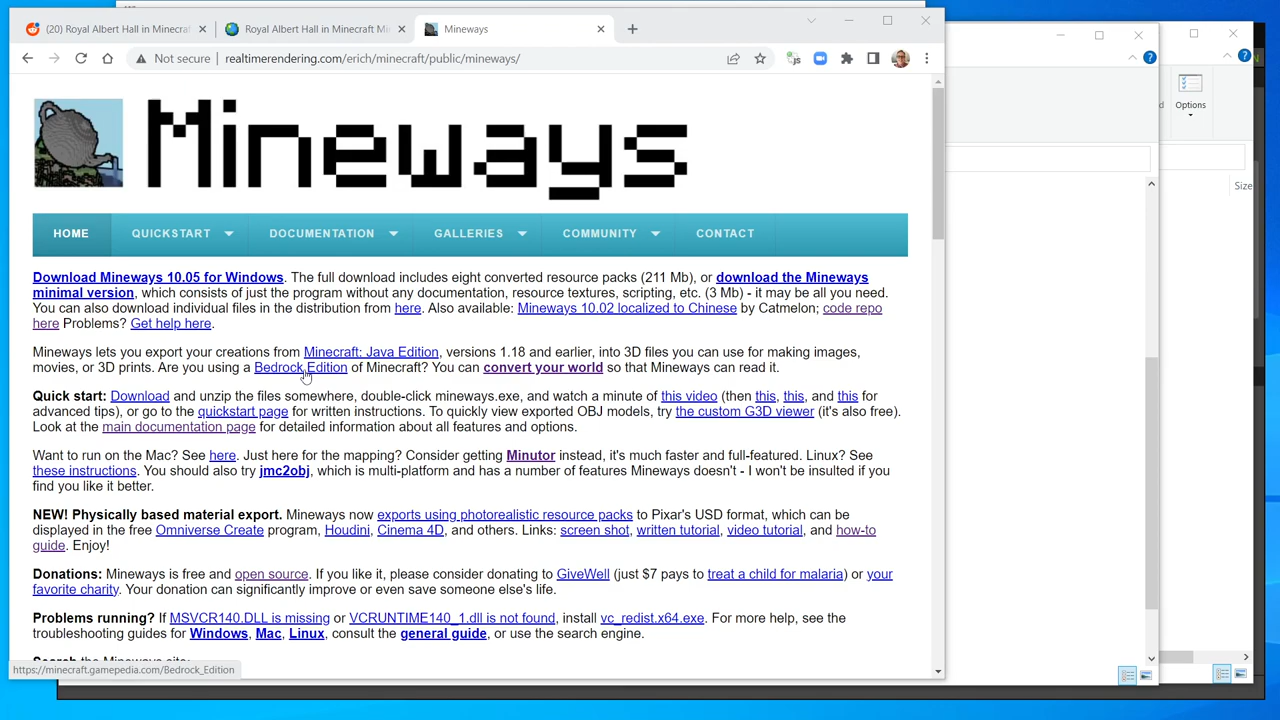 (20) Royal Albert Hall in Minecraf
Royal Albert Hall in Minecraft Min
Mineways
Not secure
realtimerendering.com/erich/minecraft/public/mineways/
Options
Size
Mineways
HOME
QUICKSTART
DOCUMENTATION
GALLERIES
COMMUNITY
CONTACT
Download Mineways 10.05 for Windows. The full download includes eight converted resource packs (211 Mb), or download the Mineways
minimal version, which consists of just the program without any documentation, resource textures, scripting, etc. (3 Mb) - it may be all you need.
You can also download individual files in the distribution from here. Also available: Mineways 10.02 localized to Chinese by Catmelon; code repo
here Problems? Get help here.
Mineways lets you export your creations from Minecraft: Java Edition, versions 1.18 and earlier, into 3D files you can use for making images,
movies, or 3D prints. Are you using a Bedrock Edition of Minecraft? You can convert your world so that Mineways can read it.
Quick start: Download and unzip the files somewhere, double-click mineways.exe, and watch a minute of this video (then this, this, and this for
advanced tips), or go to the quickstart page for written instructions. To quickly view exported OBJ models, try the custom G3D viewer (it's also free).
Look at the main documentation page for detailed information about all features and options.
Want to run on the Mac? See here. Just here for the mapping? Consider getting Minutor instead, it's much faster and full-featured. Linux? See
these instructions. You should also try jmc2obj, which is multi-platform and has a number of features Mineways doesn't - I won't be insulted if you
find you like it better.
NEW! Physically based material export. Mineways now exports using photorealistic resource packs to Pixar's USD format, which can be
displayed in the free Omniverse Create program, Houdini, Cinema 4D, and others. Links: screen shot, written tutorial, video tutorial, and how-to
guide. Enjoy!
Donations: Mineways is free and open source. If you like it, please consider donating to GiveWell (just $7 pays to treat a child for malaria) or your
favorite charity. Your donation can significantly improve or even save someone else's life.
Problems running? If MSVCR140.DLL is missing or VCRUNTIME140_1.dll is not found, install vc_redist.x64.exe. For more help, see the
troubleshooting guides for Windows, Mac, Linux, consult the general guide, or use the search engine.
Search the Mineways site:
https://minecraft.gamepedia.com/Bedrock_Edition